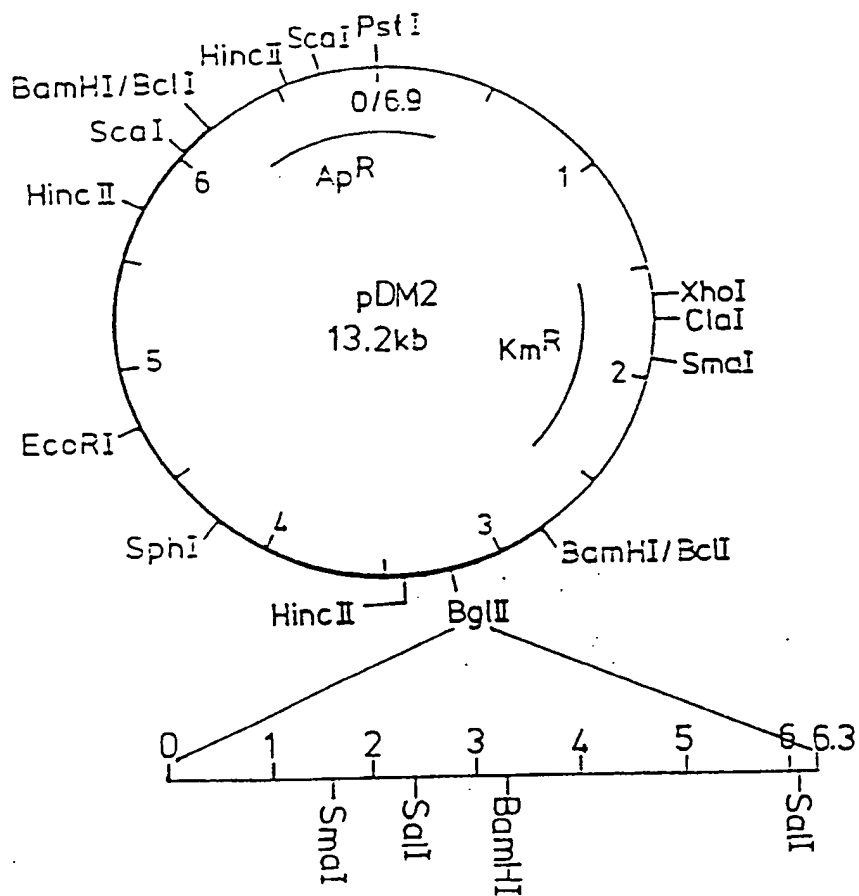 HincII
ScaI
PstI
BamHI/BclI
0/6.9
ScaI
6
Ap^R
1
HincII
pDM2
XhoI
13.2kb
ClaI
Km^R
SmaI
5
2
EcoRI
SphI
4
3
BamHI/BclI
HincII
BglII
0 1 2 3 4 5 6 6.3
SmaI
SalI
BamHI
SalI